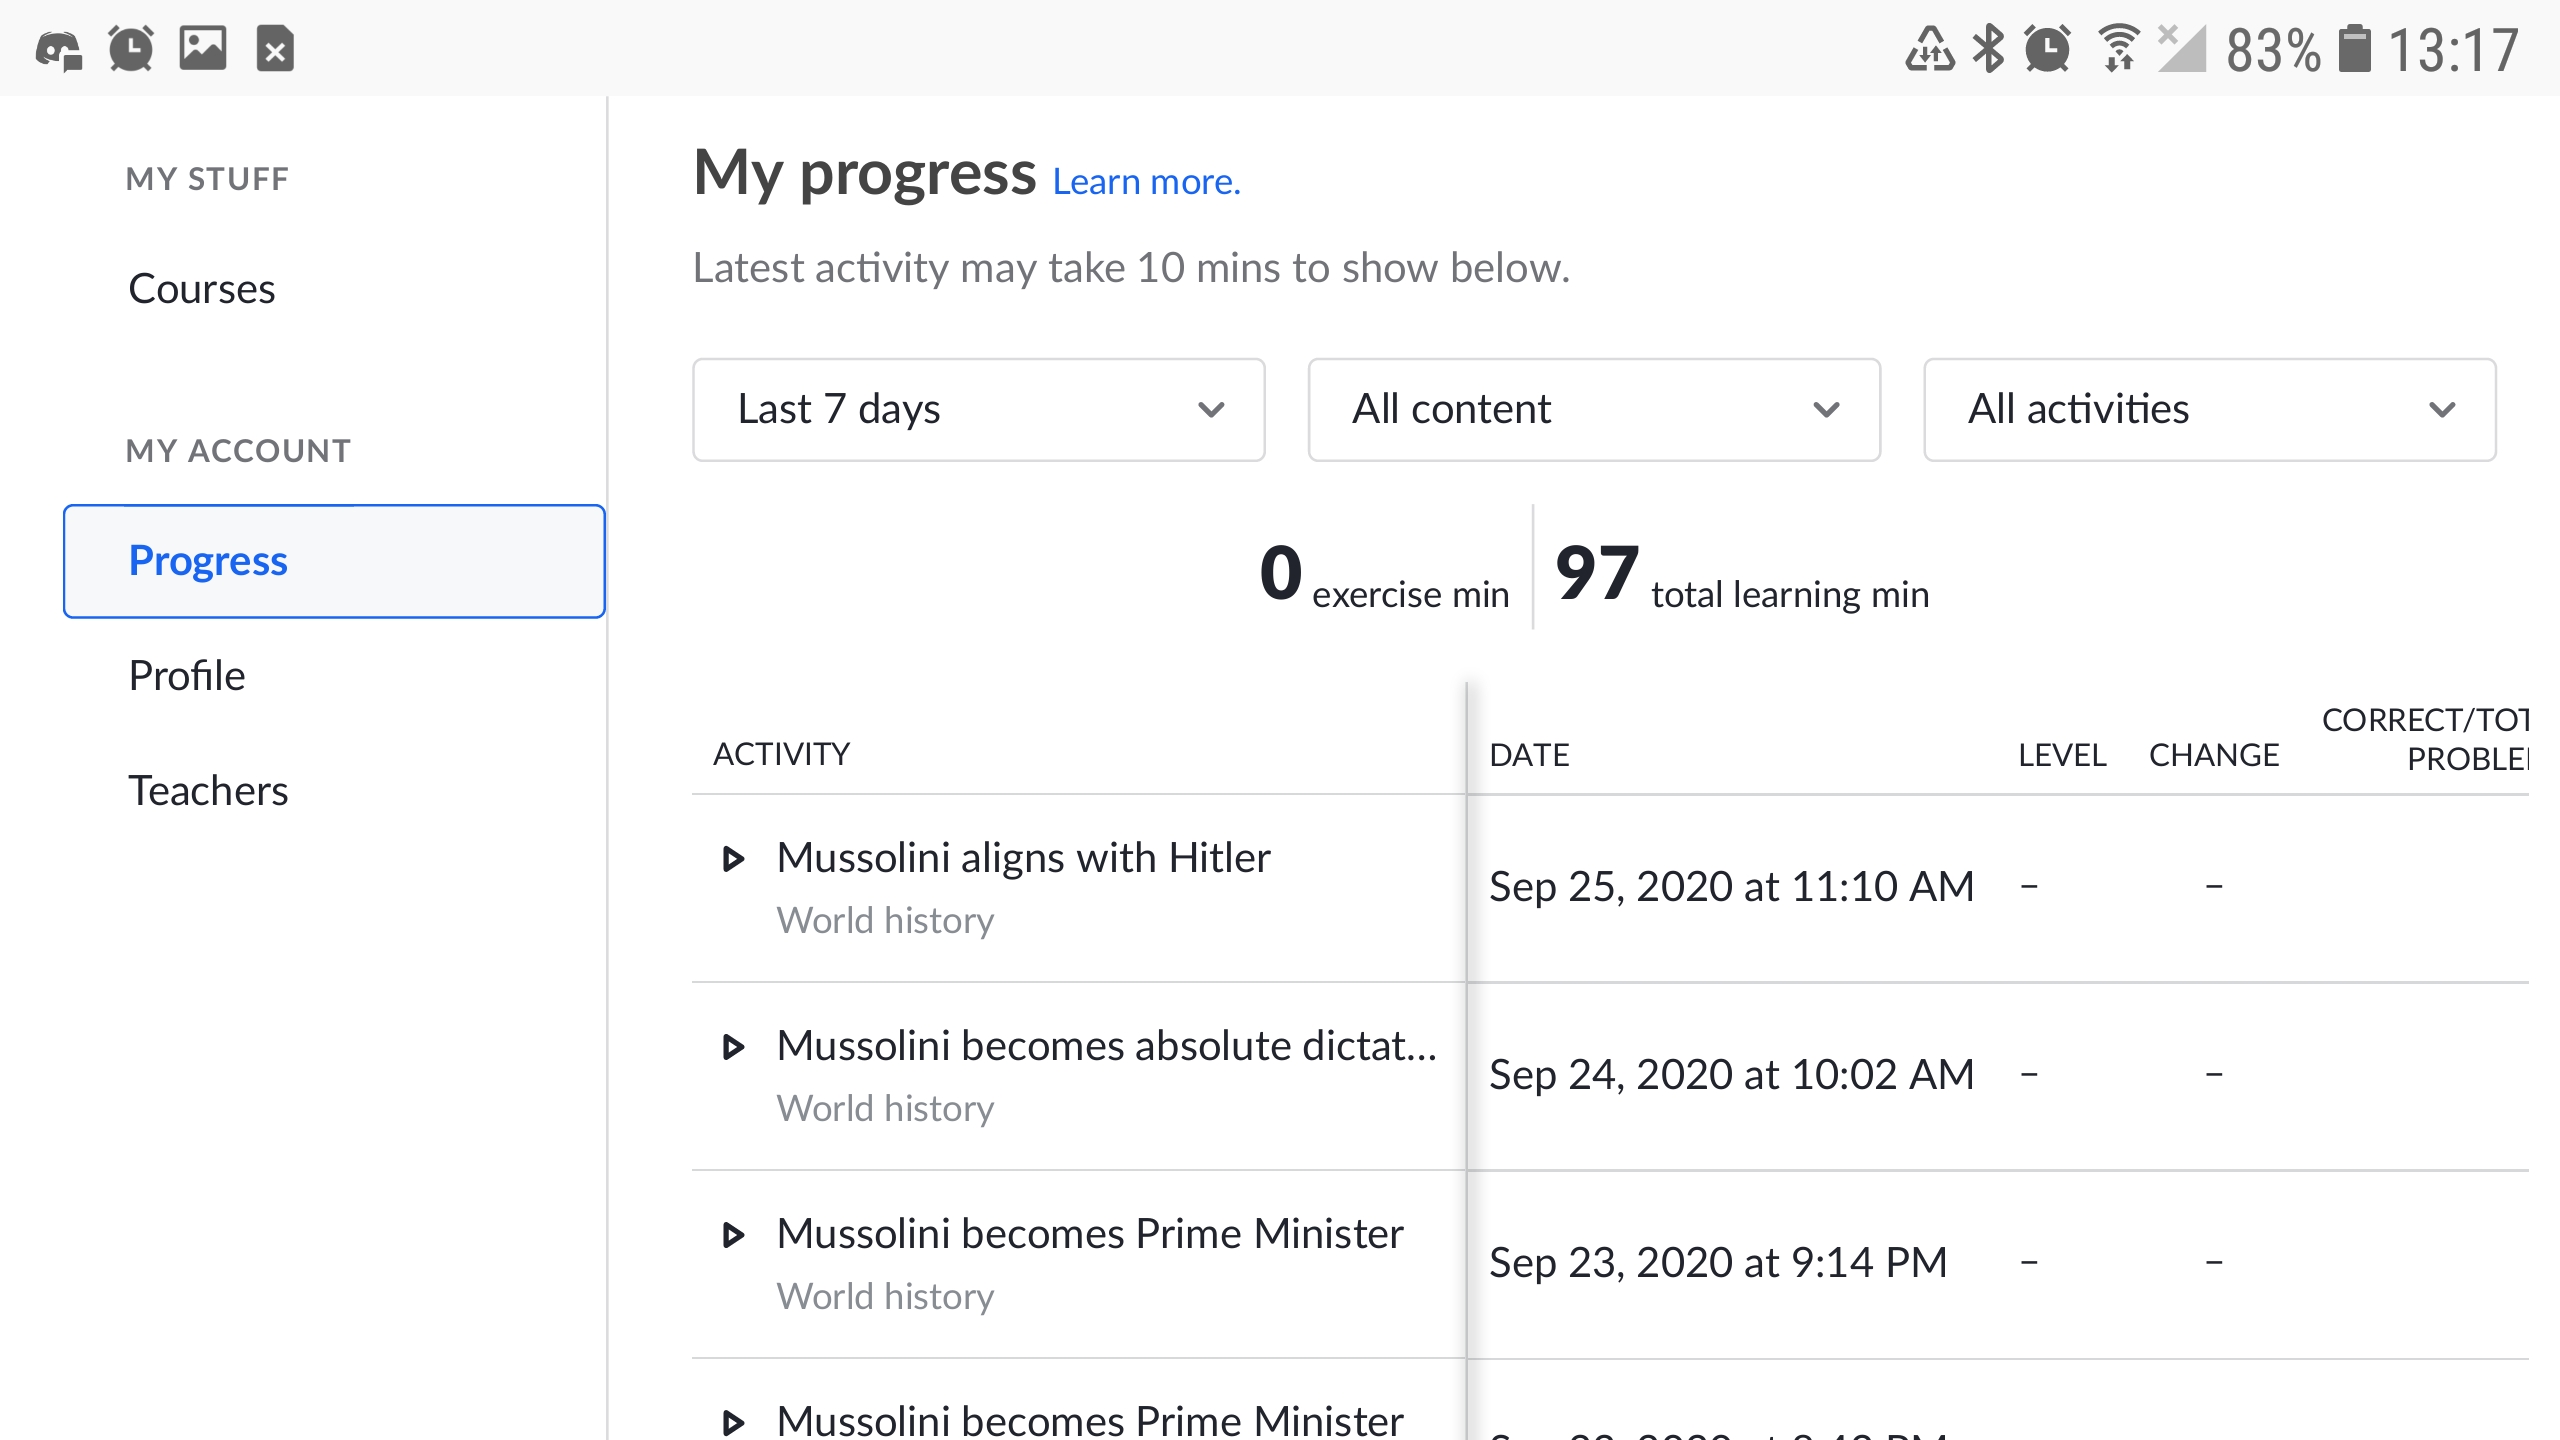 83% 13:17
MY STUFF
Courses
MY ACCOUNT
Progress
Profile
Teachers
My progress Learn more.
Latest activity may take 10 mins to show below.
Last 7 days
All content
All activities
0 exercise min
97 total learning min
ACTIVITY
DATE
LEVEL
CHANGE
CORRECT/TOT
PROBLE
Mussolini aligns with Hitler
World history
Sep 25, 2020 at 11:10 AM – –
Mussolini becomes absolute dictat...
World history
Sep 24, 2020 at 10:02 AM – –
Mussolini becomes Prime Minister
World history
Sep 23, 2020 at 9:14 PM – –
Mussolini becomes Prime Minister